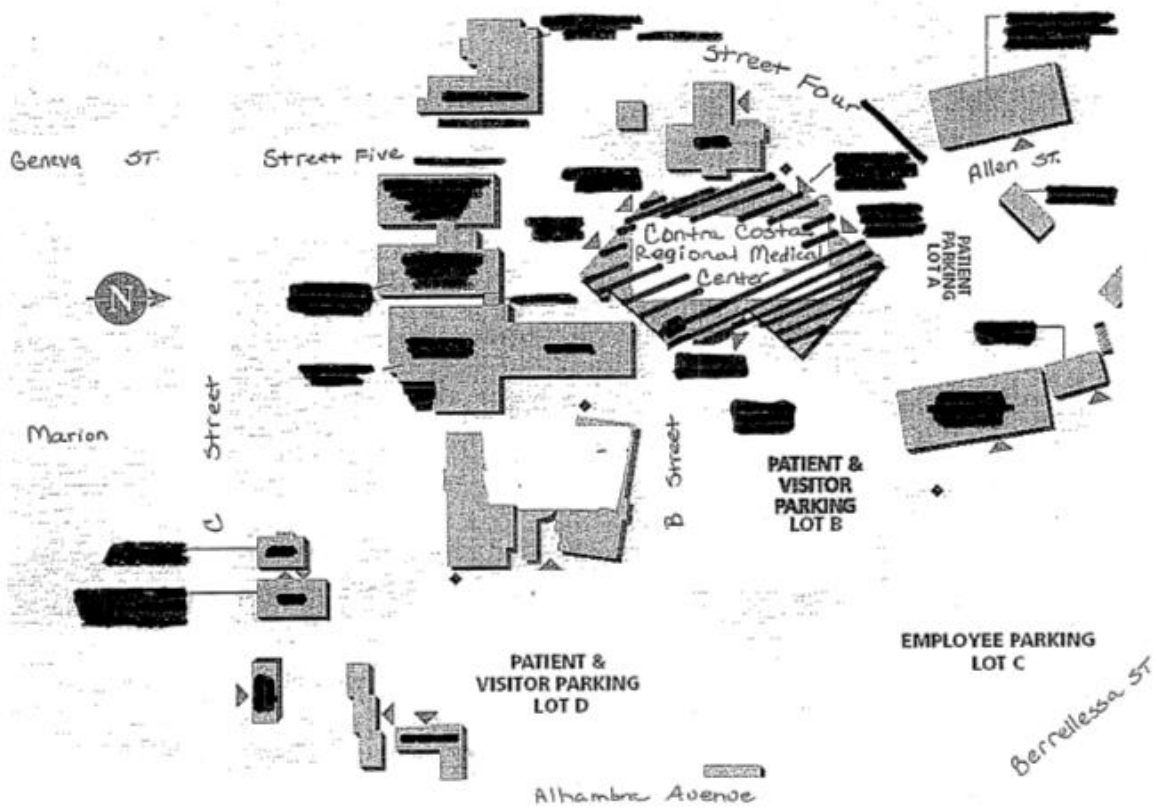 Street Four
Geneva ST.
Street Five
Allen ST.
Contra Costa
Regional Medical
Center
PATIENT
PARKING
LOT A
N
Street
Marion
C
B Street
PATIENT &
VISITOR
PARKING
LOT B
PATIENT &
VISITOR PARKING
LOT D
EMPLOYEE PARKING
LOT C
Berrellessa ST
Alhambra Avenue